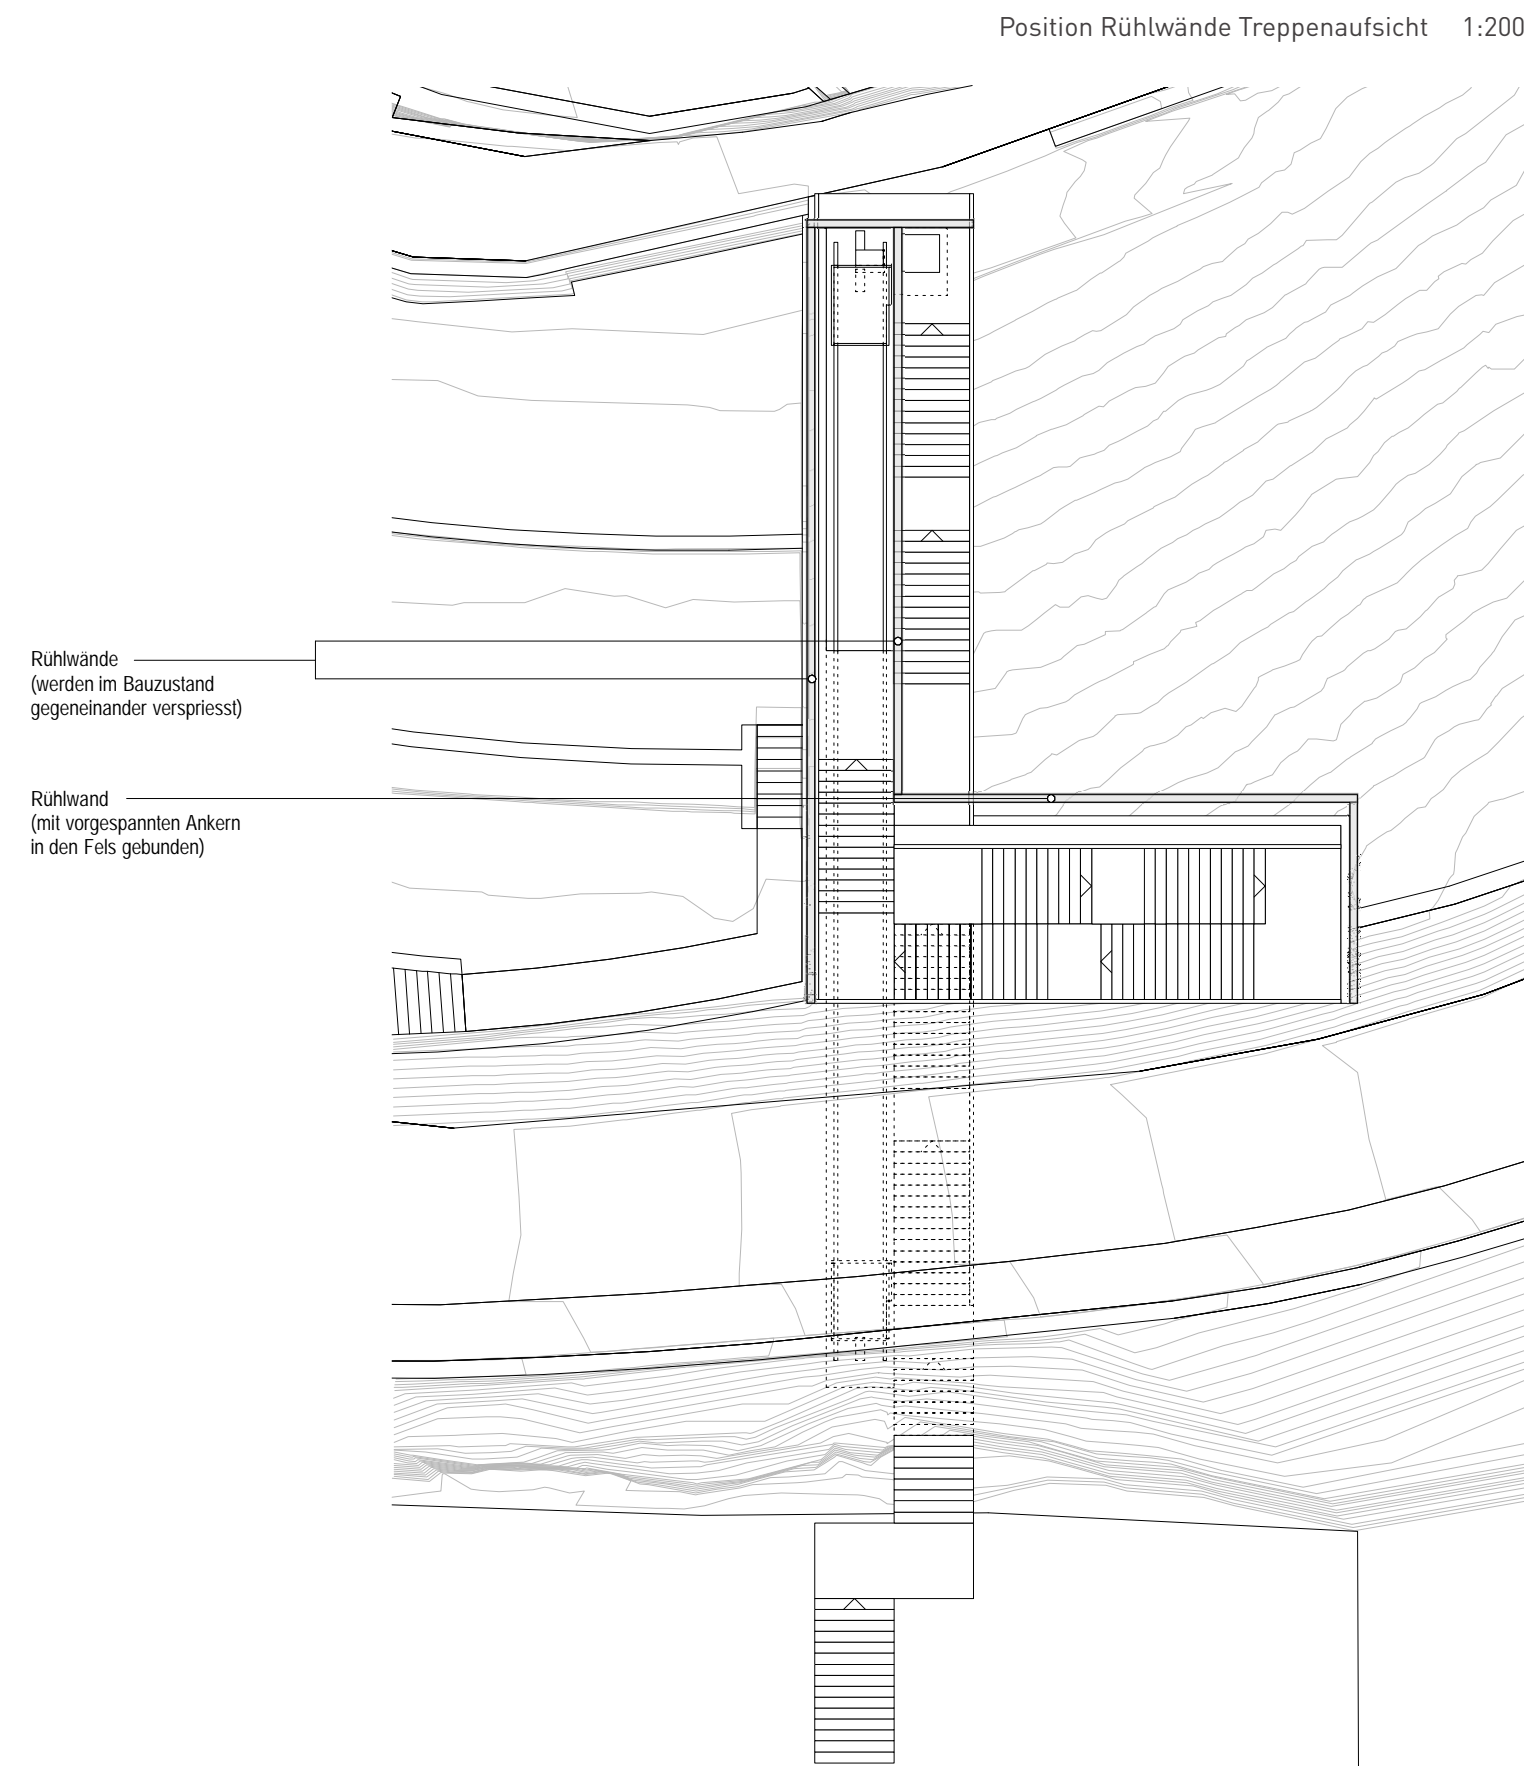 Position Rühlwände Treppenaufsicht 1:200
Rühlwände
(werden im Bauzustand
gegeneinander verspriesst)
Rühlwand
(mit vorgespannten Ankern
in den Fels gebunden)